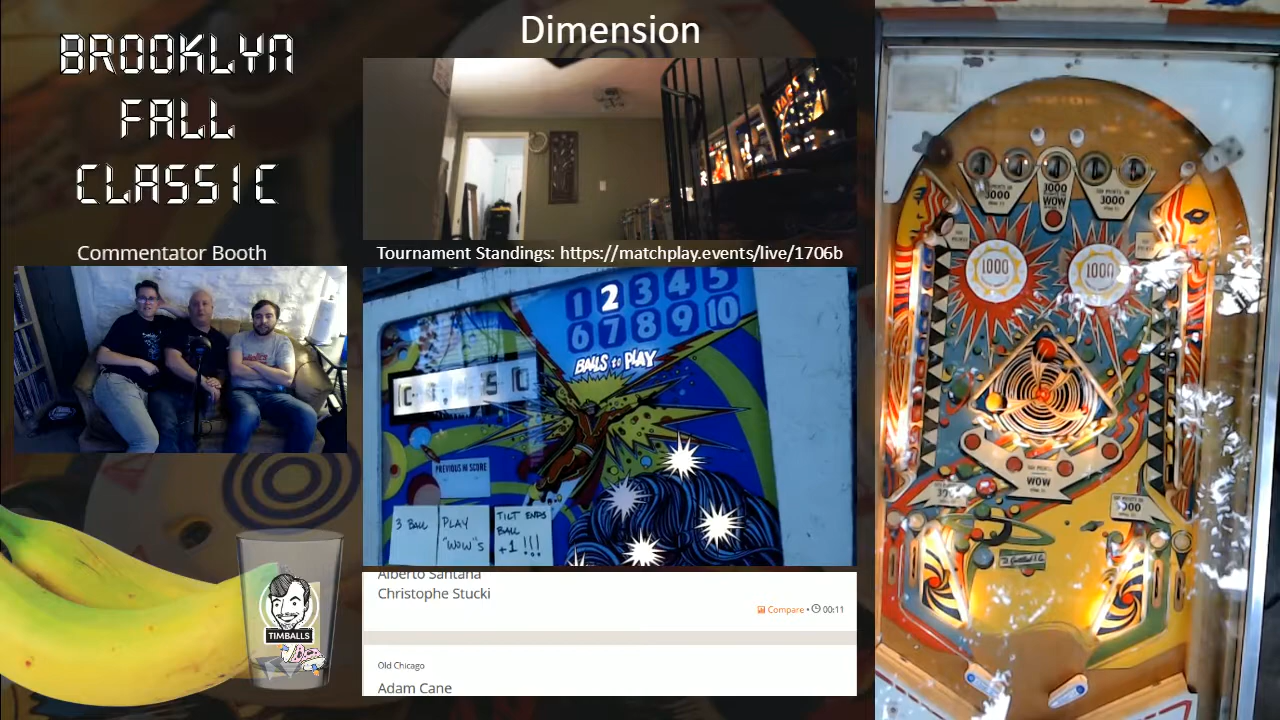 BROOKLYN
FALL
CLASSIC
Commentator Booth
TIMBALLS
Dimension
Tournament Standings: https://matchplay.events/live/1706b
1 2 3 4 5
6 7 8 9 10
BALLS to PLAY
PREVIOUS HI SCORE
3 BALL
PLAY
"WOW"S
TILT ENDS
BALL
+1 !!!
Alberto Santana
Christophe Stucki
Compare • 00:11
Old Chicago
Adam Cane
3000
1000
WOW
3000
1000
WOW